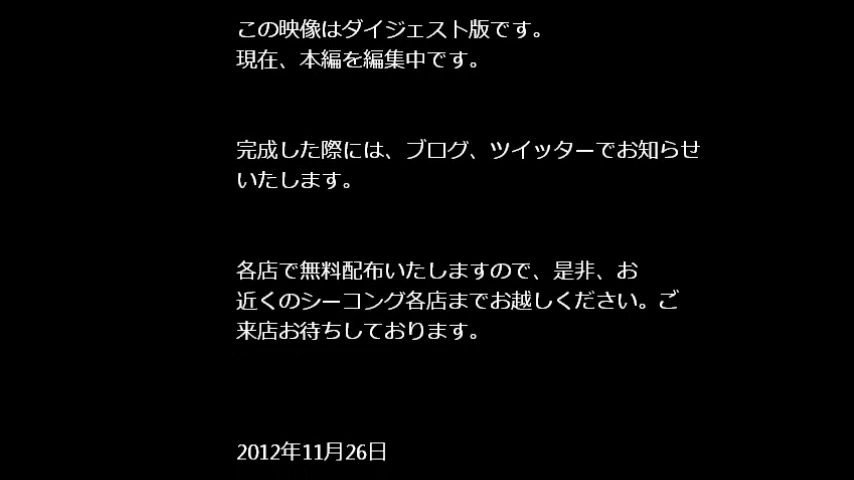 この映像はダイジェスト版です。
現在、本編を編集中です。
完成した際には、ブログ、ツイッターでお知らせ
いたします。
各店で無料配布いたしますので、是非、お
近くのシーコング各店までお越しください。ご
来店お待ちしております。
2012年11月26日